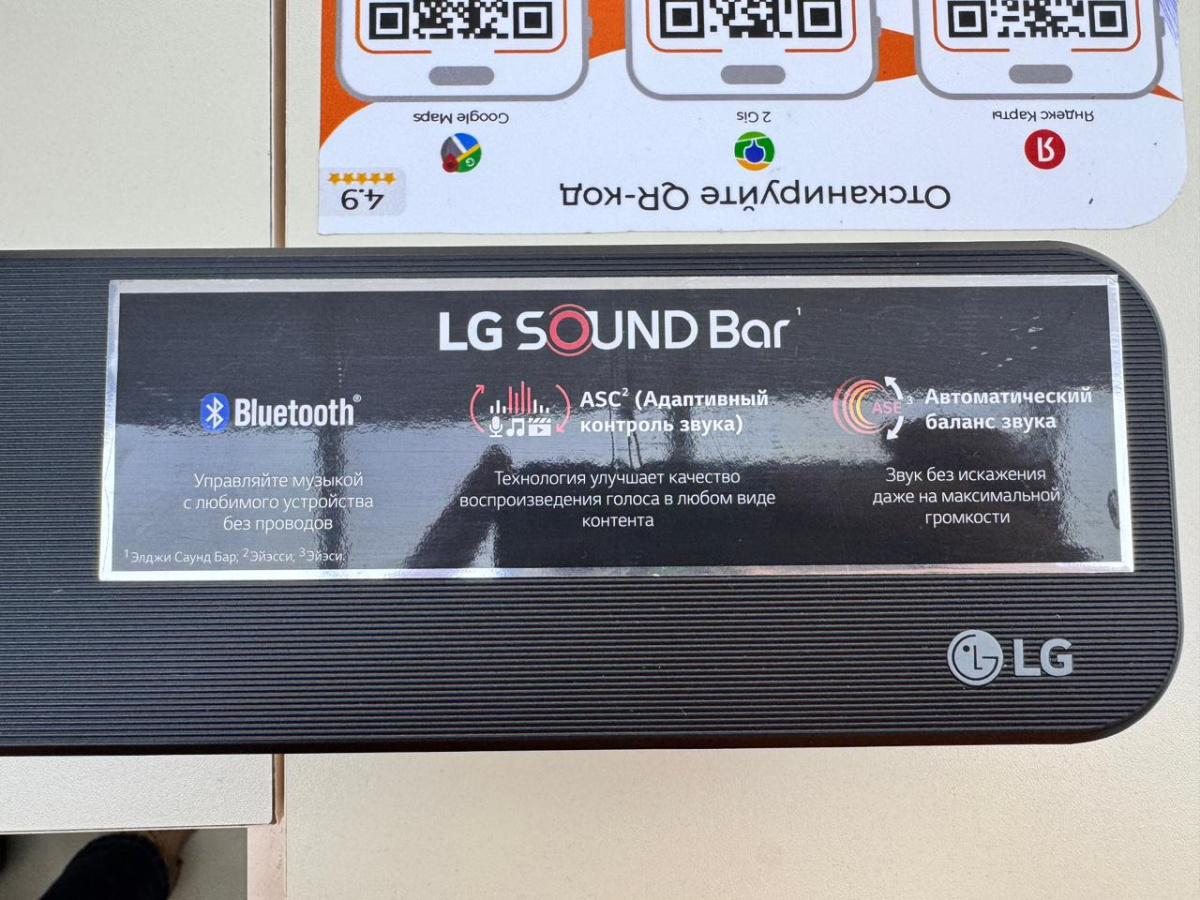 Google Maps
2 Gis
Яндекс Карты
4.9
Отсканируйте QR-код
LG SOUND Bar¹
Bluetooth®
ASC² (Адаптивный
контроль звука)
ASE³
Автоматический
баланс звука
Управляйте музыкой
с любимого устройства
без проводов
Технология улучшает качество
воспроизведения голоса в любом виде
контента
Звук без искажения
даже на максимальной
громкости
¹Элджи Саунд Бар; ²Эйэсси; ³Эйэси.
LG